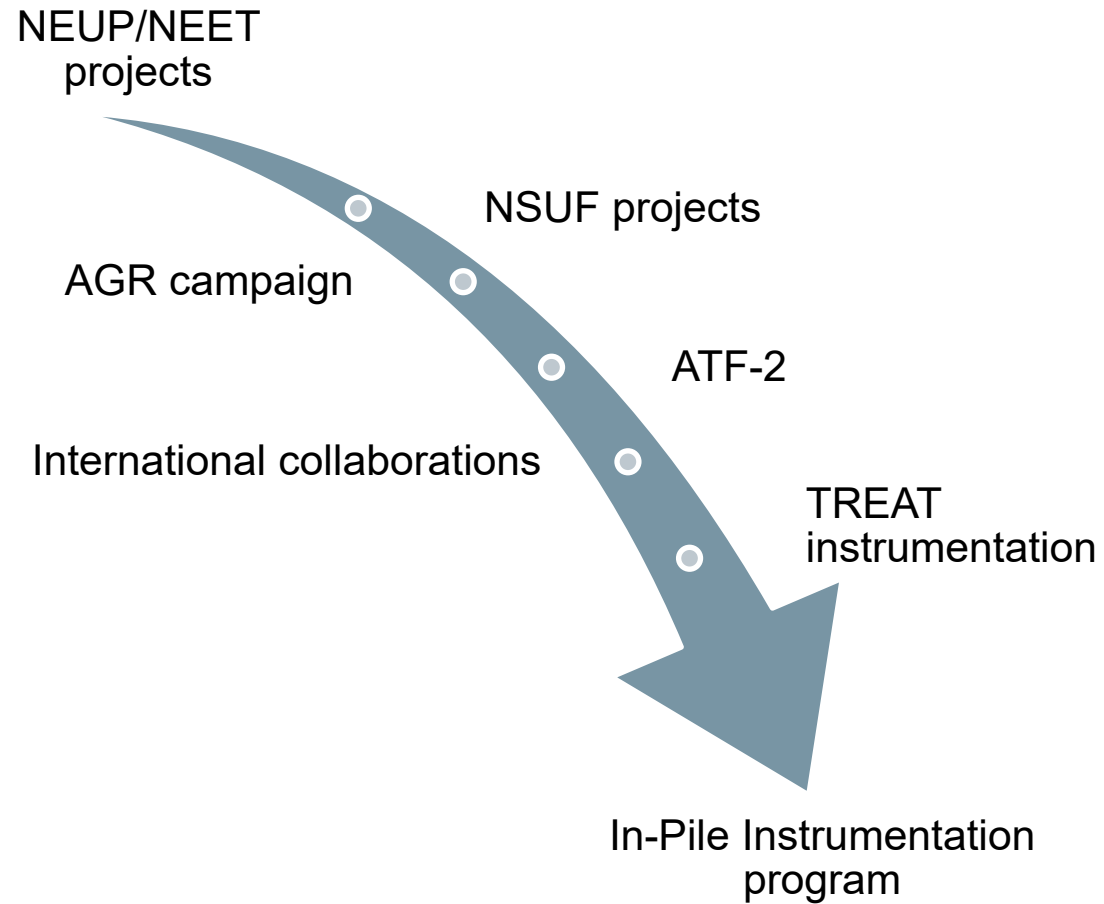 NEUP/NEET
projects
NSUF projects
AGR campaign
ATF-2
International collaborations
TREAT
instrumentation
In-Pile Instrumentation
program